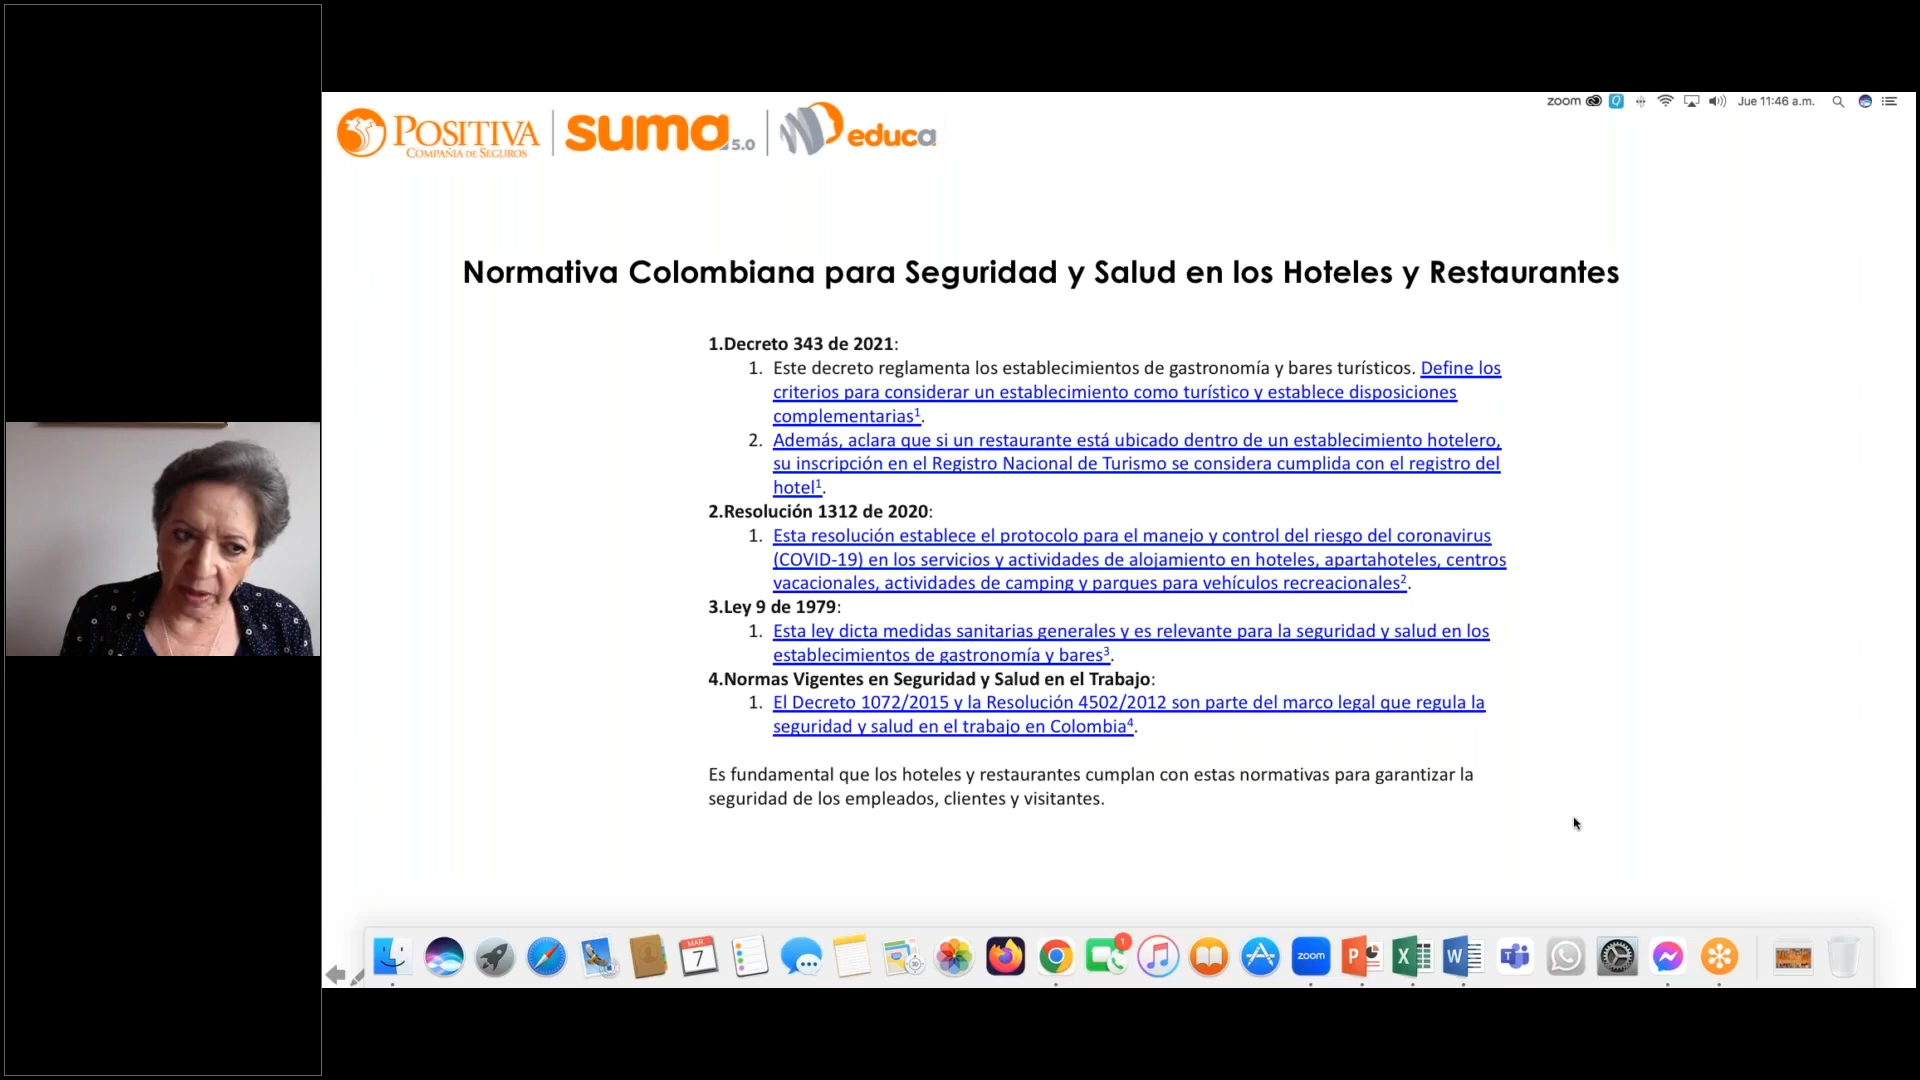 zoom
Jue 11:46 a.m.
POSITIVA
COMPAÑIA DE SEGUROS
suma 5.0
educa
Normativa Colombiana para Seguridad y Salud en los Hoteles y Restaurantes
1.Decreto 343 de 2021:
1. Este decreto reglamenta los establecimientos de gastronomía y bares turísticos. Define los
criterios para considerar un establecimiento como turístico y establece disposiciones
complementarias¹.
2. Además, aclara que si un restaurante está ubicado dentro de un establecimiento hotelero,
su inscripción en el Registro Nacional de Turismo se considera cumplida con el registro del
hotel¹.
2.Resolución 1312 de 2020:
1. Esta resolución establece el protocolo para el manejo y control del riesgo del coronavirus
(COVID-19) en los servicios y actividades de alojamiento en hoteles, apartahoteles, centros
vacacionales, actividades de camping y parques para vehículos recreacionales².
3.Ley 9 de 1979:
1. Esta ley dicta medidas sanitarias generales y es relevante para la seguridad y salud en los
establecimientos de gastronomía y bares³.
4.Normas Vigentes en Seguridad y Salud en el Trabajo:
1. El Decreto 1072/2015 y la Resolución 4502/2012 son parte del marco legal que regula la
seguridad y salud en el trabajo en Colombia⁴.
Es fundamental que los hoteles y restaurantes cumplan con estas normativas para garantizar la
seguridad de los empleados, clientes y visitantes.
MAR.
7
1
zoom
P
X
W
T